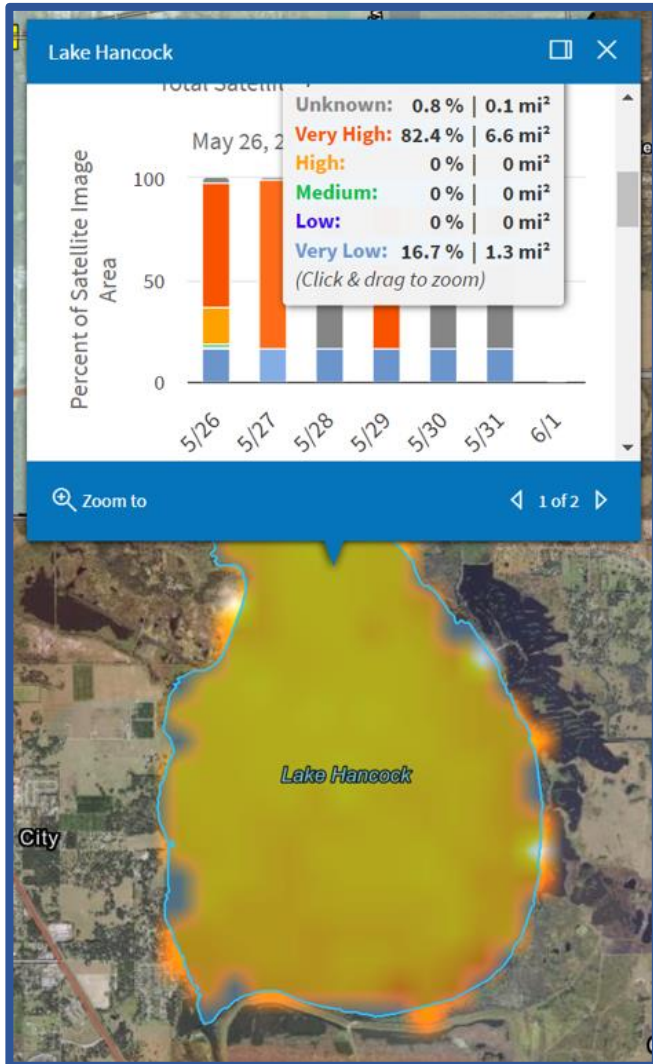 Lake Hancock
May 26, 2
Unknown: 0.8 % | 0.1 mi²
Very High: 82.4 % | 6.6 mi²
High: 0 % | 0 mi²
Medium: 0 % | 0 mi²
Low: 0 % | 0 mi²
Very Low: 16.7 % | 1.3 mi²
(Click & drag to zoom)
Percent of Satellite Image
Area
100
50
0
5/26
5/27
5/28
5/29
5/30
5/31
6/1
Zoom to
1 of 2
Lake Hancock
City